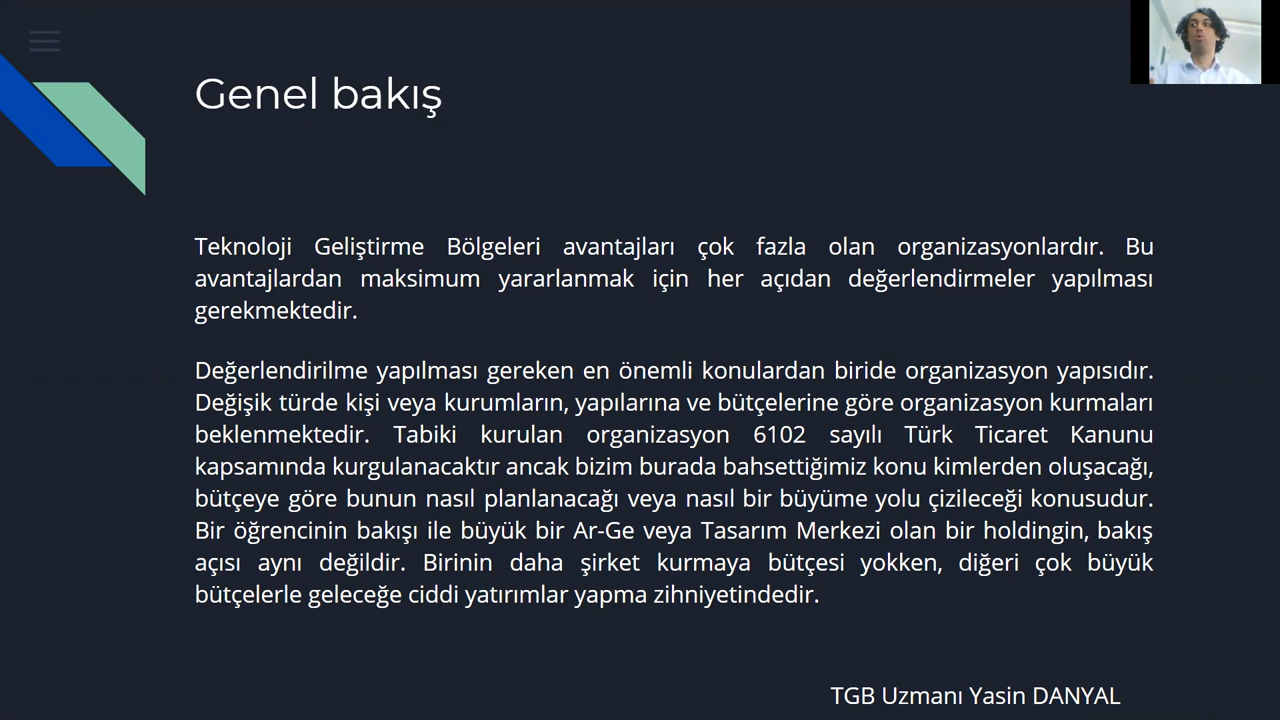 Genel bakış
Teknoloji Geliştirme Bölgeleri avantajları çok fazla olan organizasyonlardır. Bu
avantajlardan maksimum yararlanmak için her açıdan değerlendirmeler yapılması
gerekmektedir.
Değerlendirilme yapılması gereken en önemli konulardan biride organizasyon yapısıdır.
Değişik türde kişi veya kurumların, yapılarına ve bütçelerine göre organizasyon kurmaları
beklenmektedir. Tabiki kurulan organizasyon 6102 sayılı Türk Ticaret Kanunu
kapsamında kurgulanacaktır ancak bizim burada bahsettiğimiz konu kimlerden oluşacağı,
bütçeye göre bunun nasıl planlanacağı veya nasıl bir büyüme yolu çizileceği konusudur.
Bir öğrencinin bakışı ile büyük bir Ar-Ge veya Tasarım Merkezi olan bir holdingin, bakış
açısı aynı değildir. Birinin daha şirket kurmaya bütçesi yokken, diğeri çok büyük
bütçelerle geleceğe ciddi yatırımlar yapma zihniyetindedir.
TGB Uzmanı Yasin DANYAL